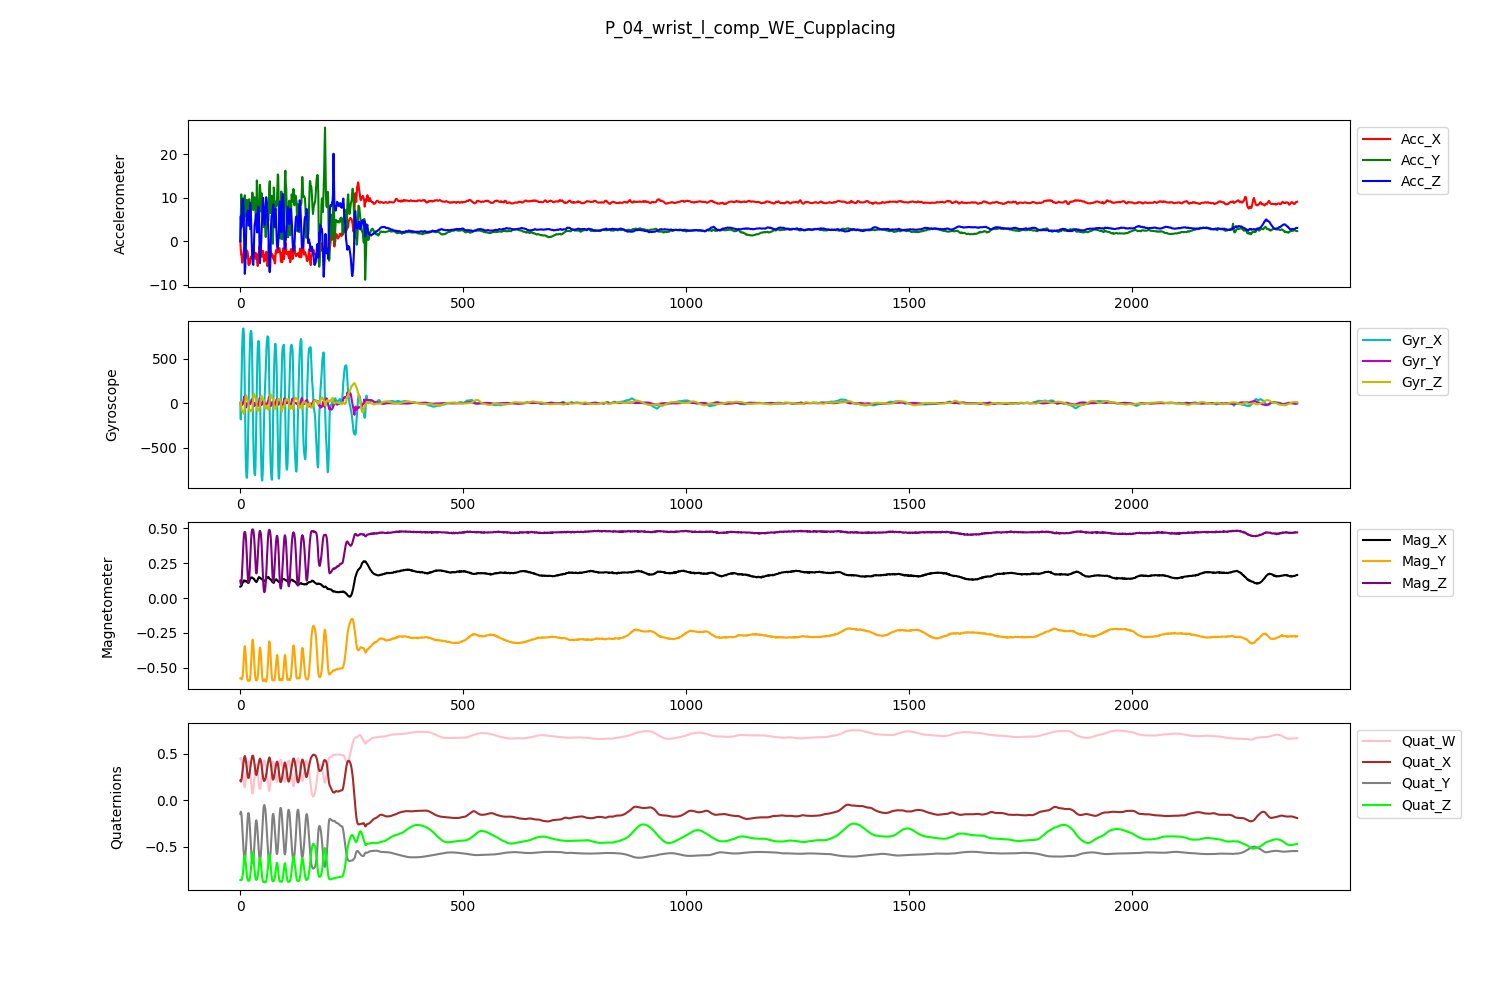 P_04_wrist_l_comp_WE_Cupplacing
Accelerometer
20
10
0
−10
0 500 1000 1500 2000
Acc_X
Acc_Y
Acc_Z
Gyroscope
500
0
−500
0 500 1000 1500 2000
Gyr_X
Gyr_Y
Gyr_Z
Magnetometer
0.50
0.25
0.00
−0.25
−0.50
0 500 1000 1500 2000
Mag_X
Mag_Y
Mag_Z
Quaternions
0.5
0.0
−0.5
0 500 1000 1500 2000
Quat_W
Quat_X
Quat_Y
Quat_Z